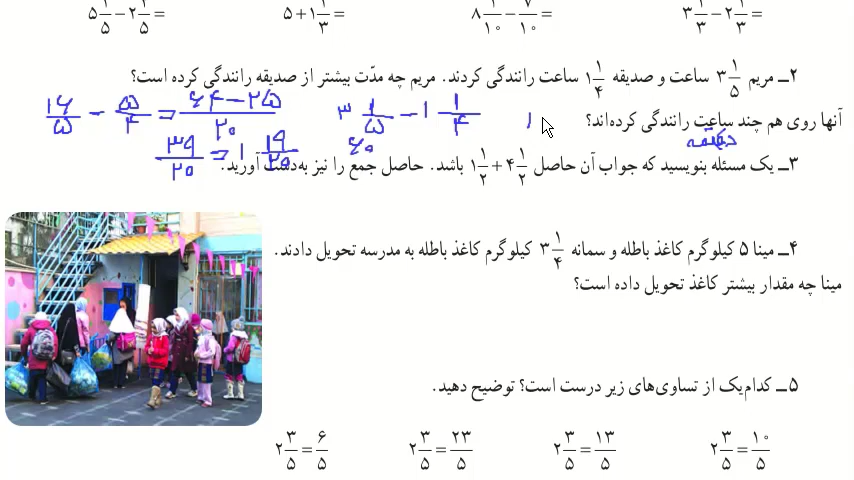 ۳ ۱/۳ − ۲ ۱/۳ =    ۸ ۱/۱۰ − ۷/۱۰ =    ۵ + ۱ ۱/۳ =    ۵ ۱/۵ − ۲ ۱/۵ =
۲ــ مریم ۳ ۱/۵ ساعت و صدیقه ۱ ۱/۴ ساعت رانندگی کردند. مریم چه مدّت بیشتر از صدیقه رانندگی کرده است؟
آنها روی هم چند ساعت رانندگی کرده‌اند؟
دقیقه
۳ ۱/۵ − ۱ ۱/۴
۱۶/۵ − ۵/۴ = ۶۴−۲۵/۲۰
۳۹/۲۰ = ۱ ۱۹/۲۰
۶۰
۱
۳ــ یک مسئله بنویسید که جواب آن حاصل ۱ ۱/۲ + ۴ ۱/۲ باشد. حاصل جمع را نیز به‌دست آورید.
۴ــ مینا ۵ کیلوگرم کاغذ باطله و سمانه ۳ ۱/۴ کیلوگرم کاغذ باطله به مدرسه تحویل دادند.
مینا چه مقدار بیشتر کاغذ تحویل داده است؟
۵ــ کدام‌یک از تساوی‌های زیر درست است؟ توضیح دهید.
۲ ۳/۵ = ۱۰/۵    ۲ ۳/۵ = ۱۳/۵    ۲ ۳/۵ = ۲۳/۵    ۲ ۳/۵ = ۶/۵